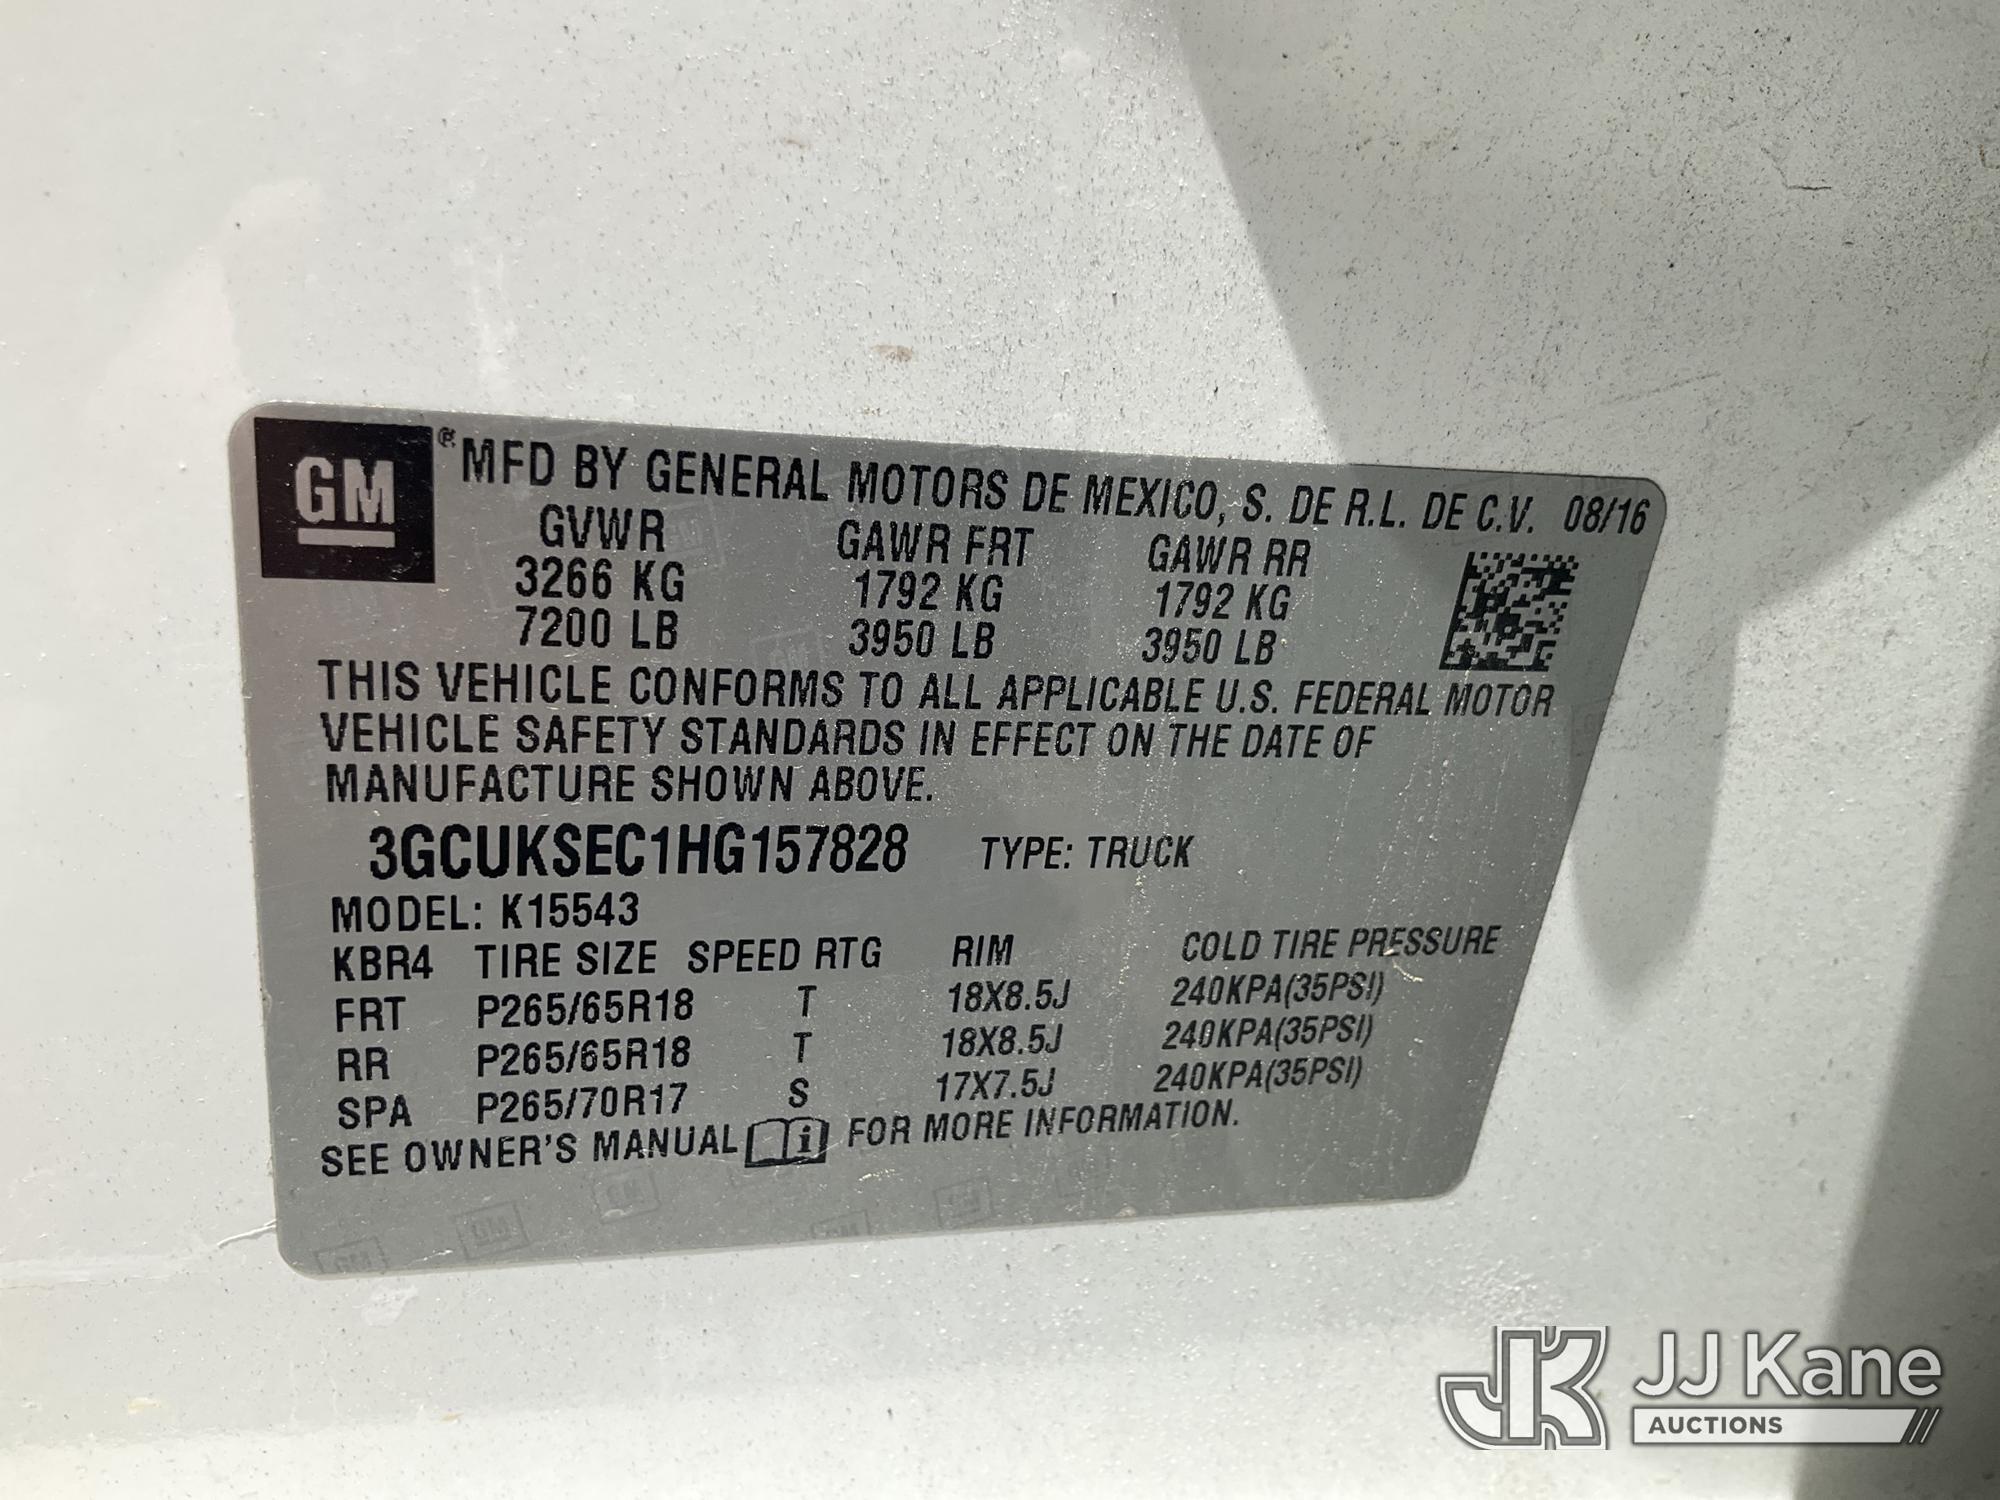 GM
® MFD BY GENERAL MOTORS DE MEXICO, S. DE R.L. DE C.V. 08/16
GVWR GAWR FRT GAWR RR
3266 KG 1792 KG 1792 KG
7200 LB 3950 LB 3950 LB
THIS VEHICLE CONFORMS TO ALL APPLICABLE U.S. FEDERAL MOTOR
VEHICLE SAFETY STANDARDS IN EFFECT ON THE DATE OF
MANUFACTURE SHOWN ABOVE.
3GCUKSEC1HG157828 TYPE: TRUCK
MODEL: K15543
KBR4 TIRE SIZE SPEED RTG RIM COLD TIRE PRESSURE
FRT P265/65R18 T 18X8.5J 240KPA(35PSI)
RR P265/65R18 T 18X8.5J 240KPA(35PSI)
SPA P265/70R17 S 17X7.5J 240KPA(35PSI)
SEE OWNER'S MANUAL i FOR MORE INFORMATION.
JK JJ Kane
AUCTIONS